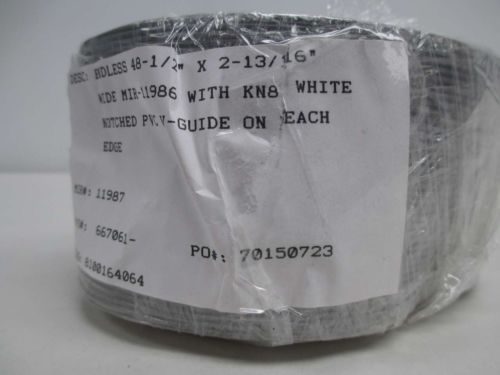 DESC: ENDLESS 48-1/2" X 2-13/16"
WIDE MIR-11986 WITH KN8 WHITE
NOTCHED PVC V-GUIDE ON EACH
EDGE
11987
667061-
PO#: 70150723
8100164064